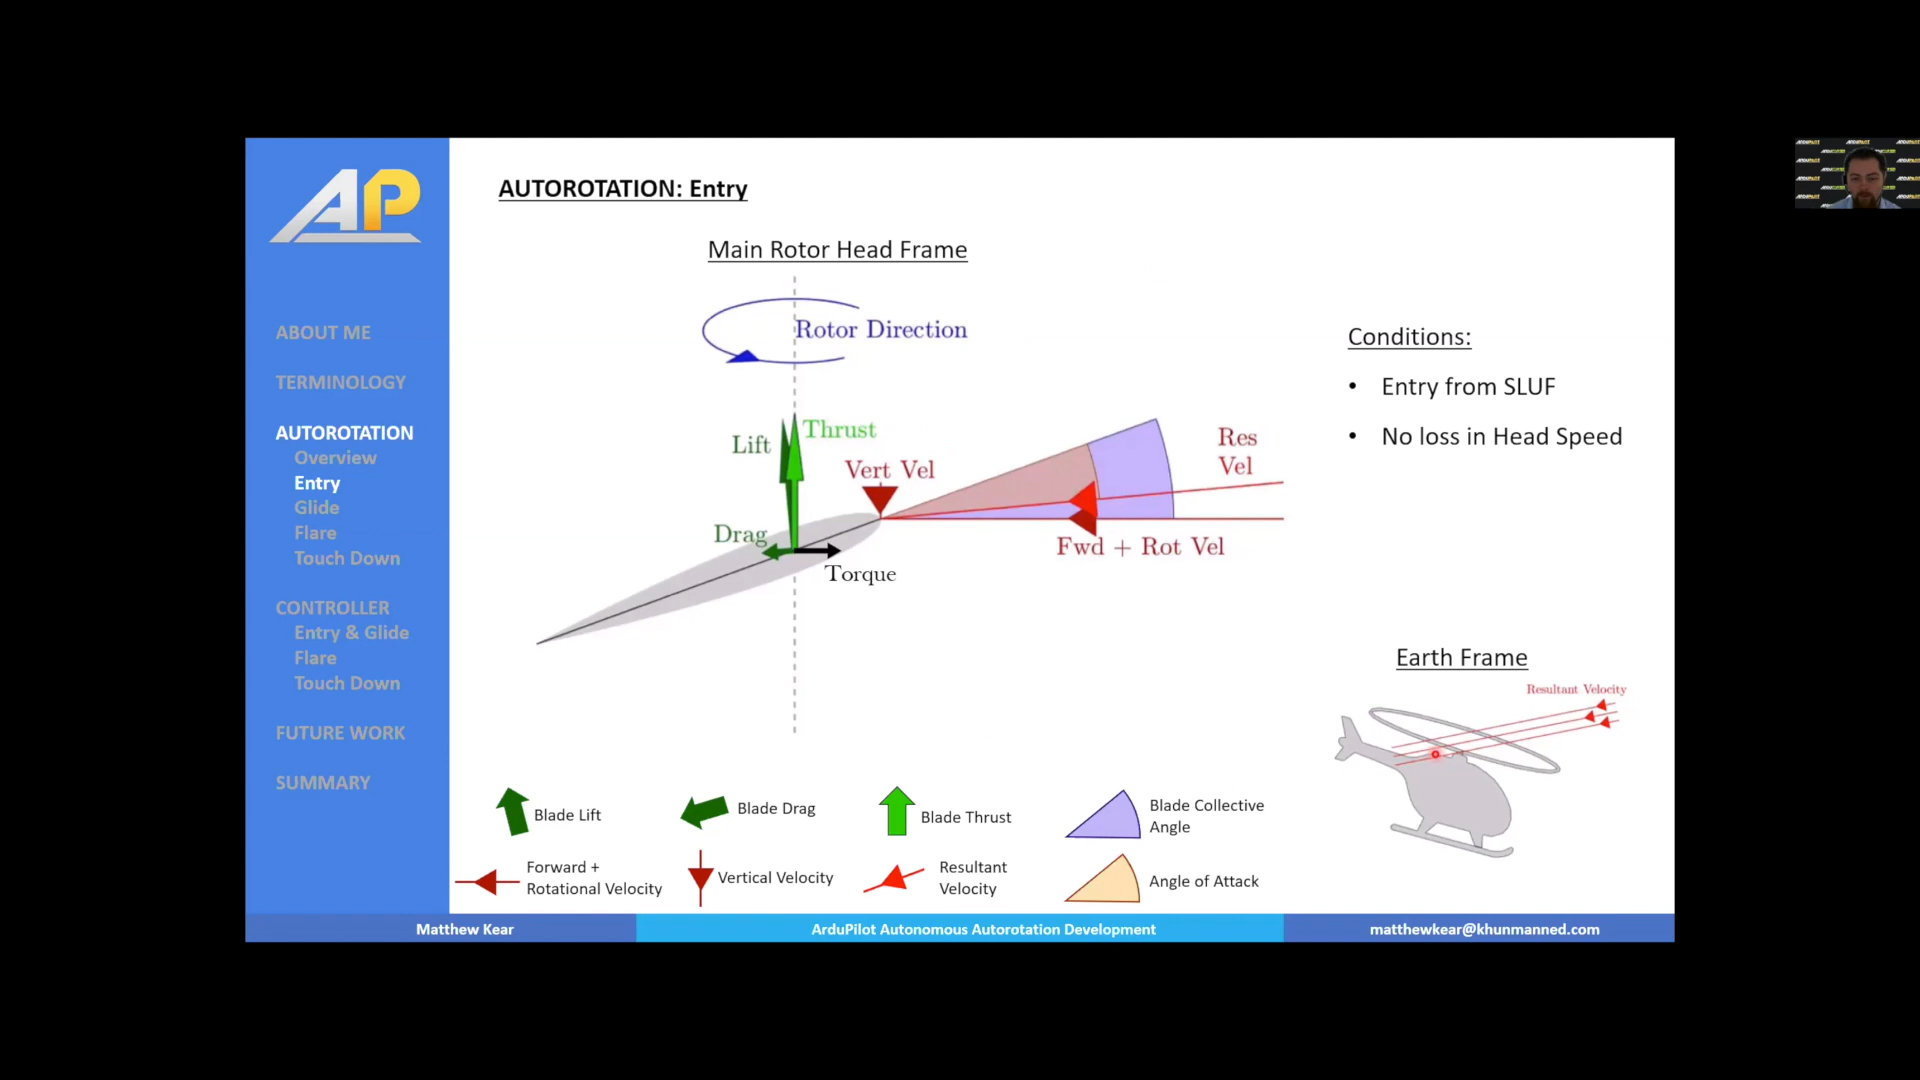 AP
ABOUT ME
TERMINOLOGY
AUTOROTATION
Overview
Entry
Glide
Flare
Touch Down
CONTROLLER
Entry & Glide
Flare
Touch Down
FUTURE WORK
SUMMARY
AUTOROTATION: Entry
Main Rotor Head Frame
Rotor Direction
Lift
Thrust
Vert Vel
Drag
Torque
Res
Vel
Fwd + Rot Vel
Conditions:
• Entry from SLUF
• No loss in Head Speed
Earth Frame
Resultant Velocity
Blade Lift
Blade Drag
Blade Thrust
Blade Collective
Angle
Forward +
Rotational Velocity
Vertical Velocity
Resultant
Velocity
Angle of Attack
Matthew Kear
ArduPilot Autonomous Autorotation Development
matthewkear@khunmanned.com